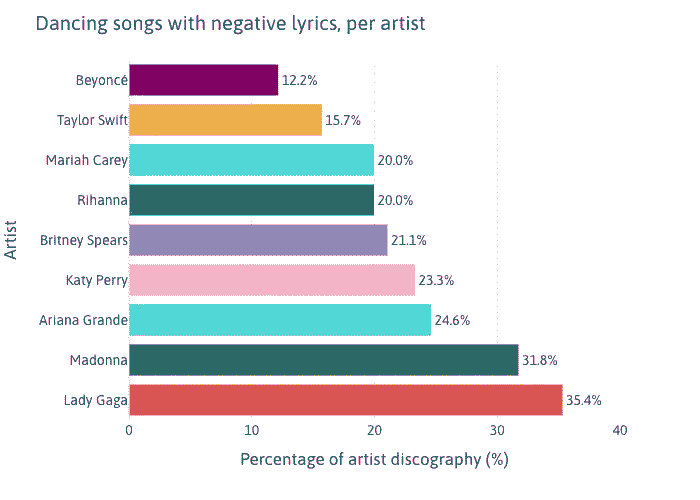 Dancing songs with negative lyrics, per artist
Beyoncé 12.2%
Taylor Swift 15.7%
Mariah Carey 20.0%
Rihanna 20.0%
Britney Spears 21.1%
Katy Perry 23.3%
Ariana Grande 24.6%
Madonna 31.8%
Lady Gaga 35.4%
Artist
0 10 20 30 40
Percentage of artist discography (%)